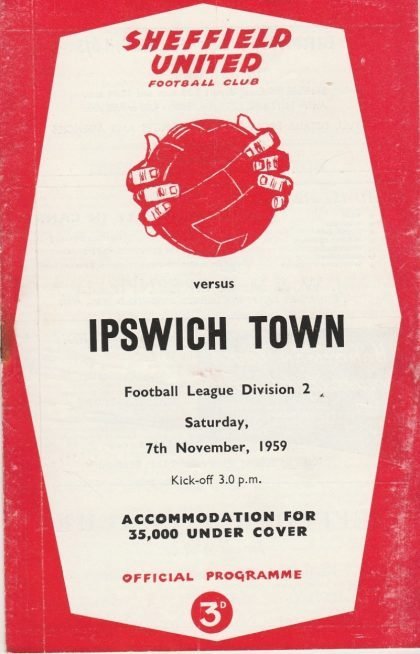 SHEFFIELD
UNITED
FOOTBALL CLUB
versus
IPSWICH TOWN
Football League Division 2
Saturday,
7th November, 1959
Kick-off 3.0 p.m.
ACCOMMODATION FOR
35,000 UNDER COVER
OFFICIAL PROGRAMME
3D